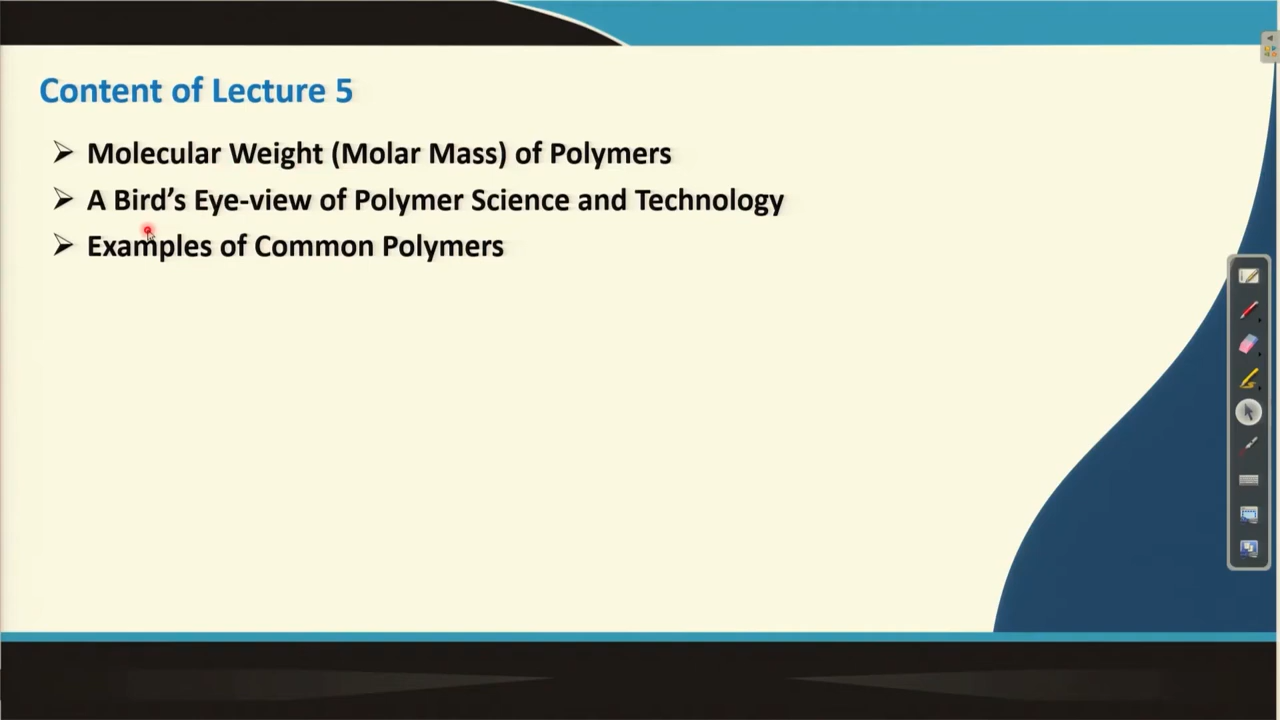 Content of Lecture 5
Molecular Weight (Molar Mass) of Polymers
A Bird’s Eye-view of Polymer Science and Technology
Examples of Common Polymers